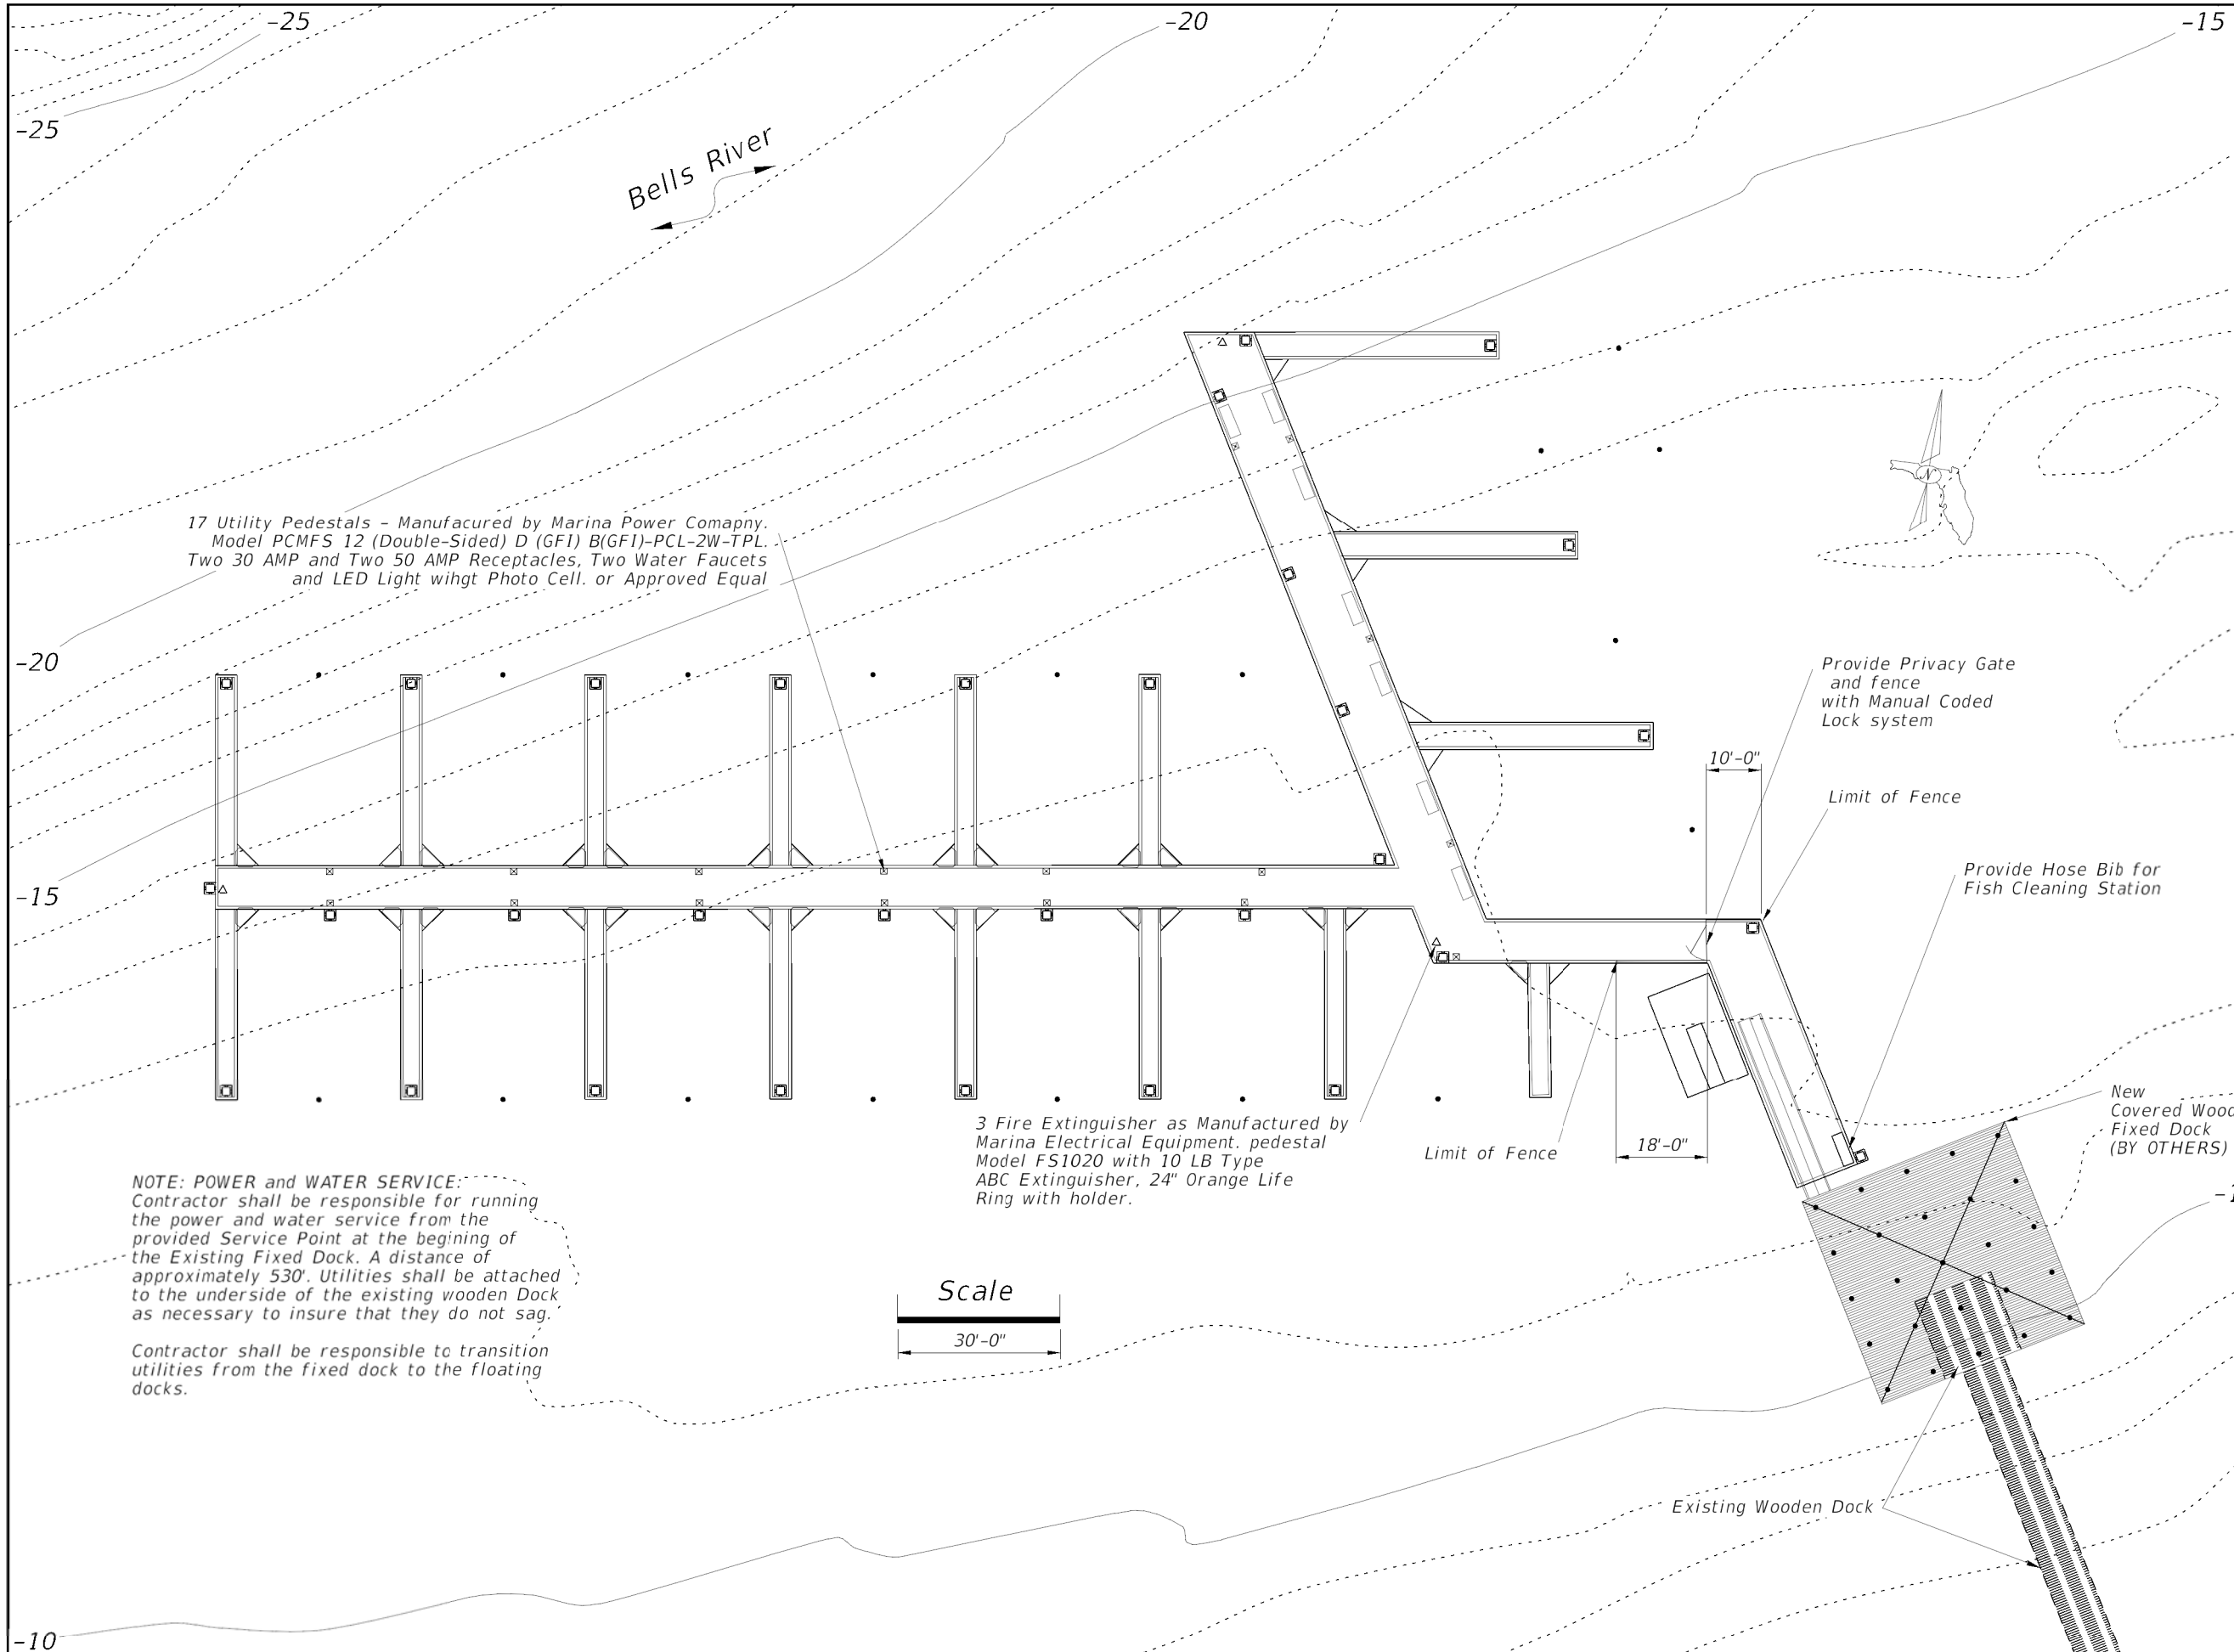 -25
-20
-15
-25
Bells River
17 Utility Pedestals - Manufacured by Marina Power Comapny.
Model PCMFS 12 (Double-Sided) D (GFI) B(GFI)-PCL-2W-TPL.
Two 30 AMP and Two 50 AMP Receptacles, Two Water Faucets
and LED Light wihgt Photo Cell. or Approved Equal
N
-20
Provide Privacy Gate
and fence
with Manual Coded
Lock system
10'-0"
Limit of Fence
Provide Hose Bib for
Fish Cleaning Station
-15
3 Fire Extinguisher as Manufactured by
Marina Electrical Equipment. pedestal
Model FS1020 with 10 LB Type
ABC Extinguisher, 24" Orange Life
Ring with holder.
Limit of Fence
18'-0"
New
Covered Wood
Fixed Dock
(BY OTHERS)
NOTE: POWER and WATER SERVICE:
Contractor shall be responsible for running
the power and water service from the
provided Service Point at the begining of
the Existing Fixed Dock. A distance of
approximately 530'. Utilities shall be attached
to the underside of the existing wooden Dock
as necessary to insure that they do not sag.
Contractor shall be responsible to transition
utilities from the fixed dock to the floating
docks.
Scale
30'-0"
Existing Wooden Dock
-10